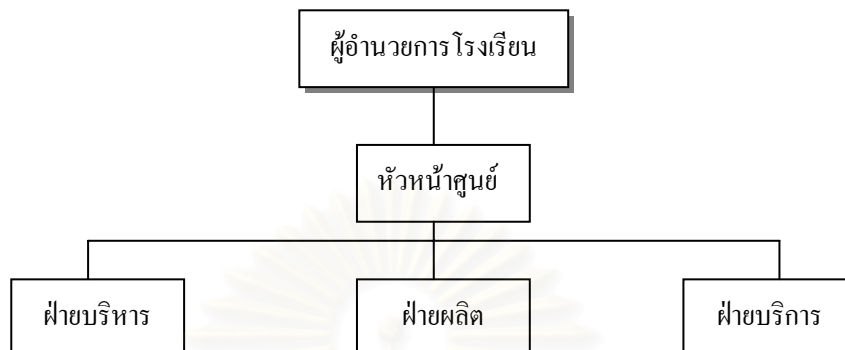 ผู้อำนวยการโรงเรียน
หัวหน้าศูนย์
ฝ่ายบริหาร
ฝ่ายผลิต
ฝ่ายบริการ